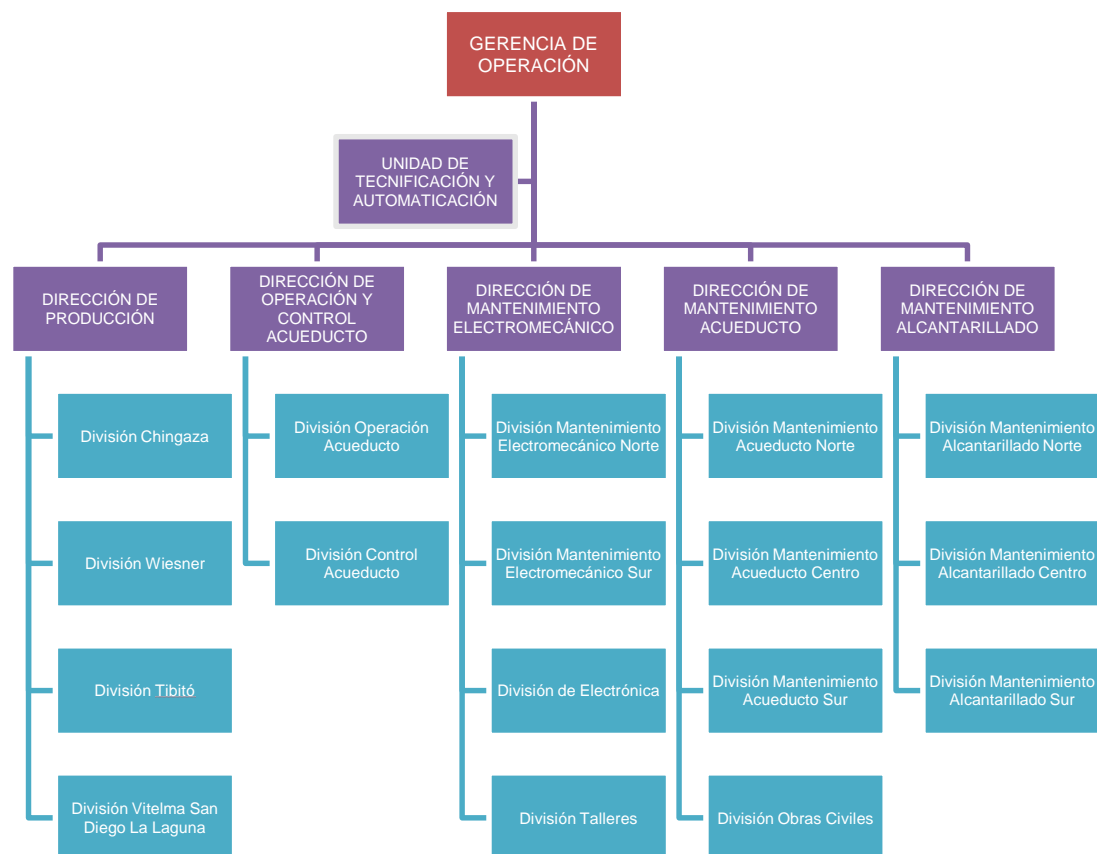 GERENCIA DE
OPERACIÓN
UNIDAD DE
TECNIFICACIÓN Y
AUTOMATICACIÓN
DIRECCIÓN DE
PRODUCCIÓN
DIRECCIÓN DE
OPERACIÓN Y
CONTROL
ACUEDUCTO
DIRECCIÓN DE
MANTENIMIENTO
ELECTROMECÁNICO
DIRECCIÓN DE
MANTENIMIENTO
ACUEDUCTO
DIRECCIÓN DE
MANTENIMIENTO
ALCANTARILLADO
División Chingaza
División Wiesner
División Tibitó
División Vitelma San
Diego La Laguna
División Operación
Acueducto
División Control
Acueducto
División Mantenimiento
Electromecánico Norte
División Mantenimiento
Electromecánico Sur
División de Electrónica
División Talleres
División Mantenimiento
Acueducto Norte
División Mantenimiento
Acueducto Centro
División Mantenimiento
Acueducto Sur
División Obras Civiles
División Mantenimiento
Alcantarillado Norte
División Mantenimiento
Alcantarillado Centro
División Mantenimiento
Alcantarillado Sur